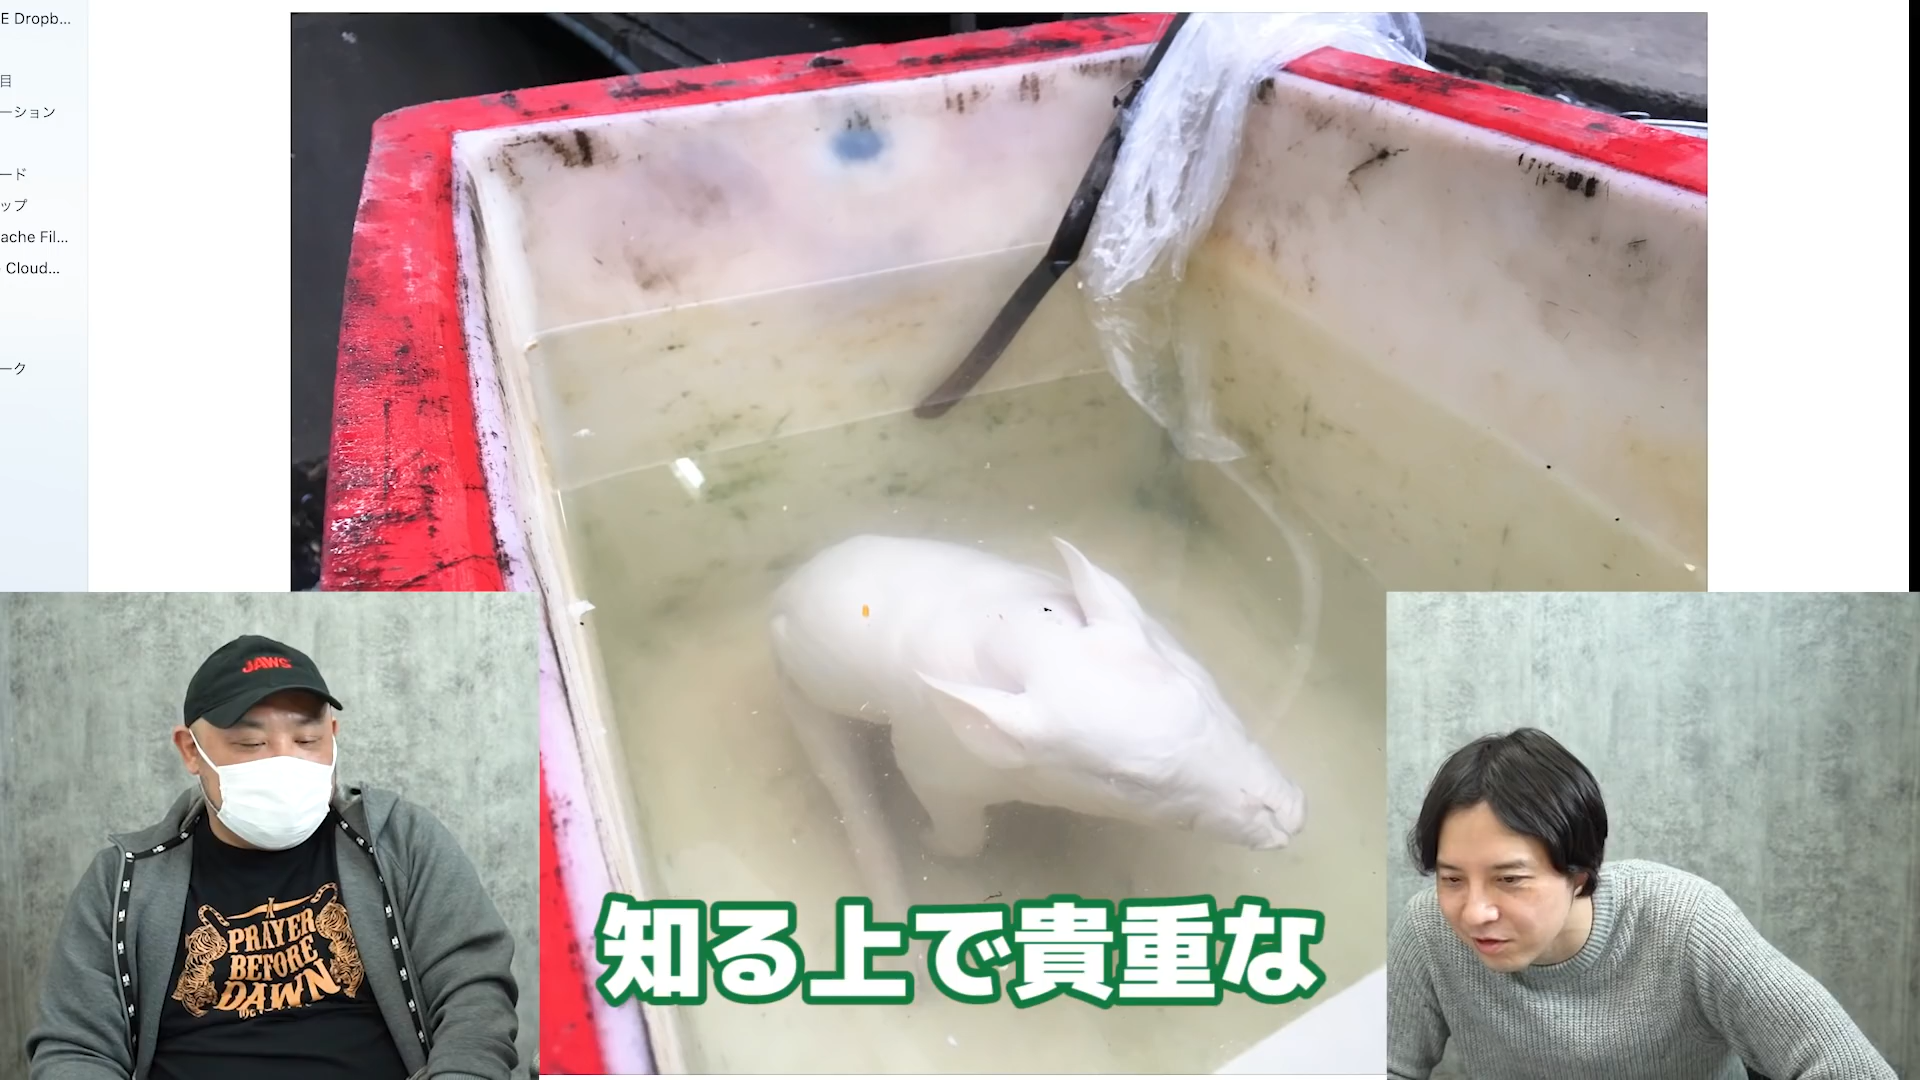 E Dropb...
目
ーション
ード
ップ
ache Fil...
Cloud...
ーク
JAWS
A
PRAYER
BEFORE
DAWN
知る上で貴重な